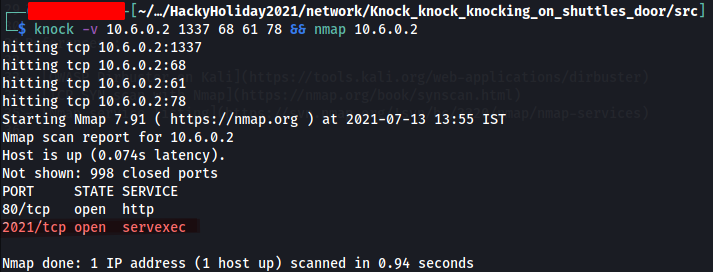 [~/…/HackyHoliday2021/network/Knock_knock_knocking_on_shuttles_door/src]
$ knock -v 10.6.0.2 1337 68 61 78 && nmap 10.6.0.2
hitting tcp 10.6.0.2:1337
hitting tcp 10.6.0.2:68
hitting tcp 10.6.0.2:61
hitting tcp 10.6.0.2:78
Starting Nmap 7.91 ( https://nmap.org ) at 2021-07-13 13:55 IST
Nmap scan report for 10.6.0.2
Host is up (0.074s latency).
Not shown: 998 closed ports
PORT     STATE SERVICE
80/tcp   open  http
2021/tcp open  servexec
Nmap done: 1 IP address (1 host up) scanned in 0.94 seconds